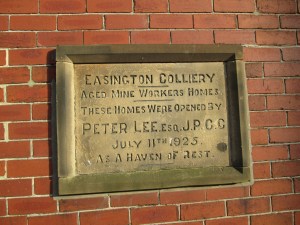 EASINGTON COLLIERY
AGED MINE WORKERS HOMES
THESE HOMES WERE OPENED BY
PETER LEE ESQ. J.P. C.C
JULY 11TH 1925.
AS A HAVEN OF REST.